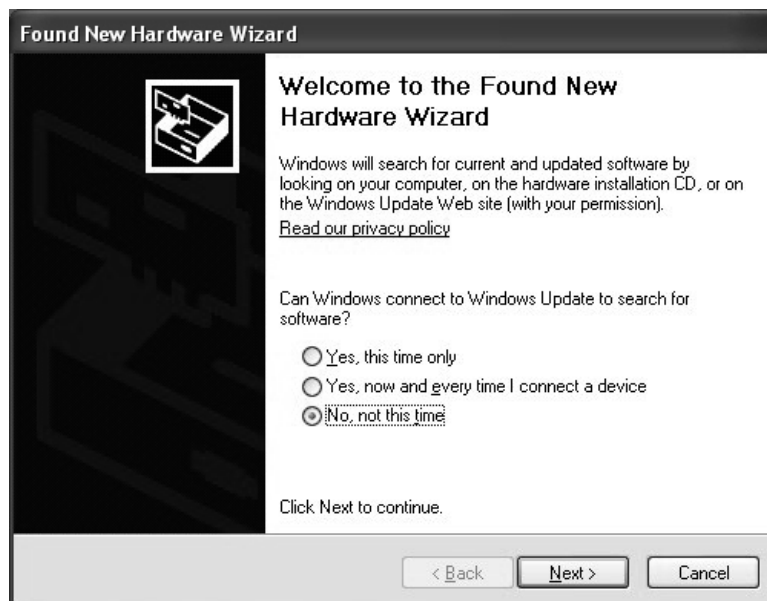 Found New Hardware Wizard
Welcome to the Found New
Hardware Wizard
Windows will search for current and updated software by
looking on your computer, on the hardware installation CD, or on
the Windows Update Web site (with your permission).
Read our privacy policy
Can Windows connect to Windows Update to search for
software?
Yes, this time only
Yes, now and every time I connect a device
No, not this time
Click Next to continue.
< Back
Next >
Cancel